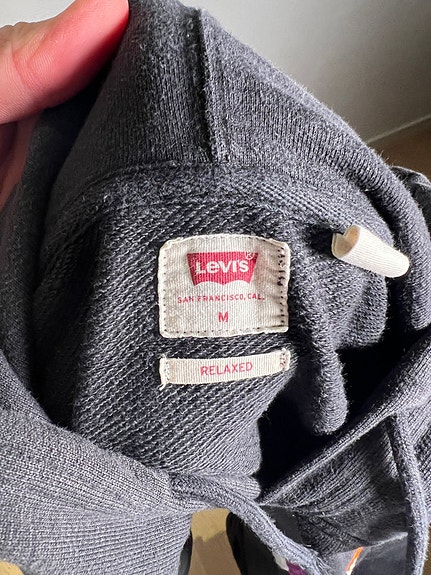 Levi's®
SAN FRANCISCO, CAL.
M
RELAXED